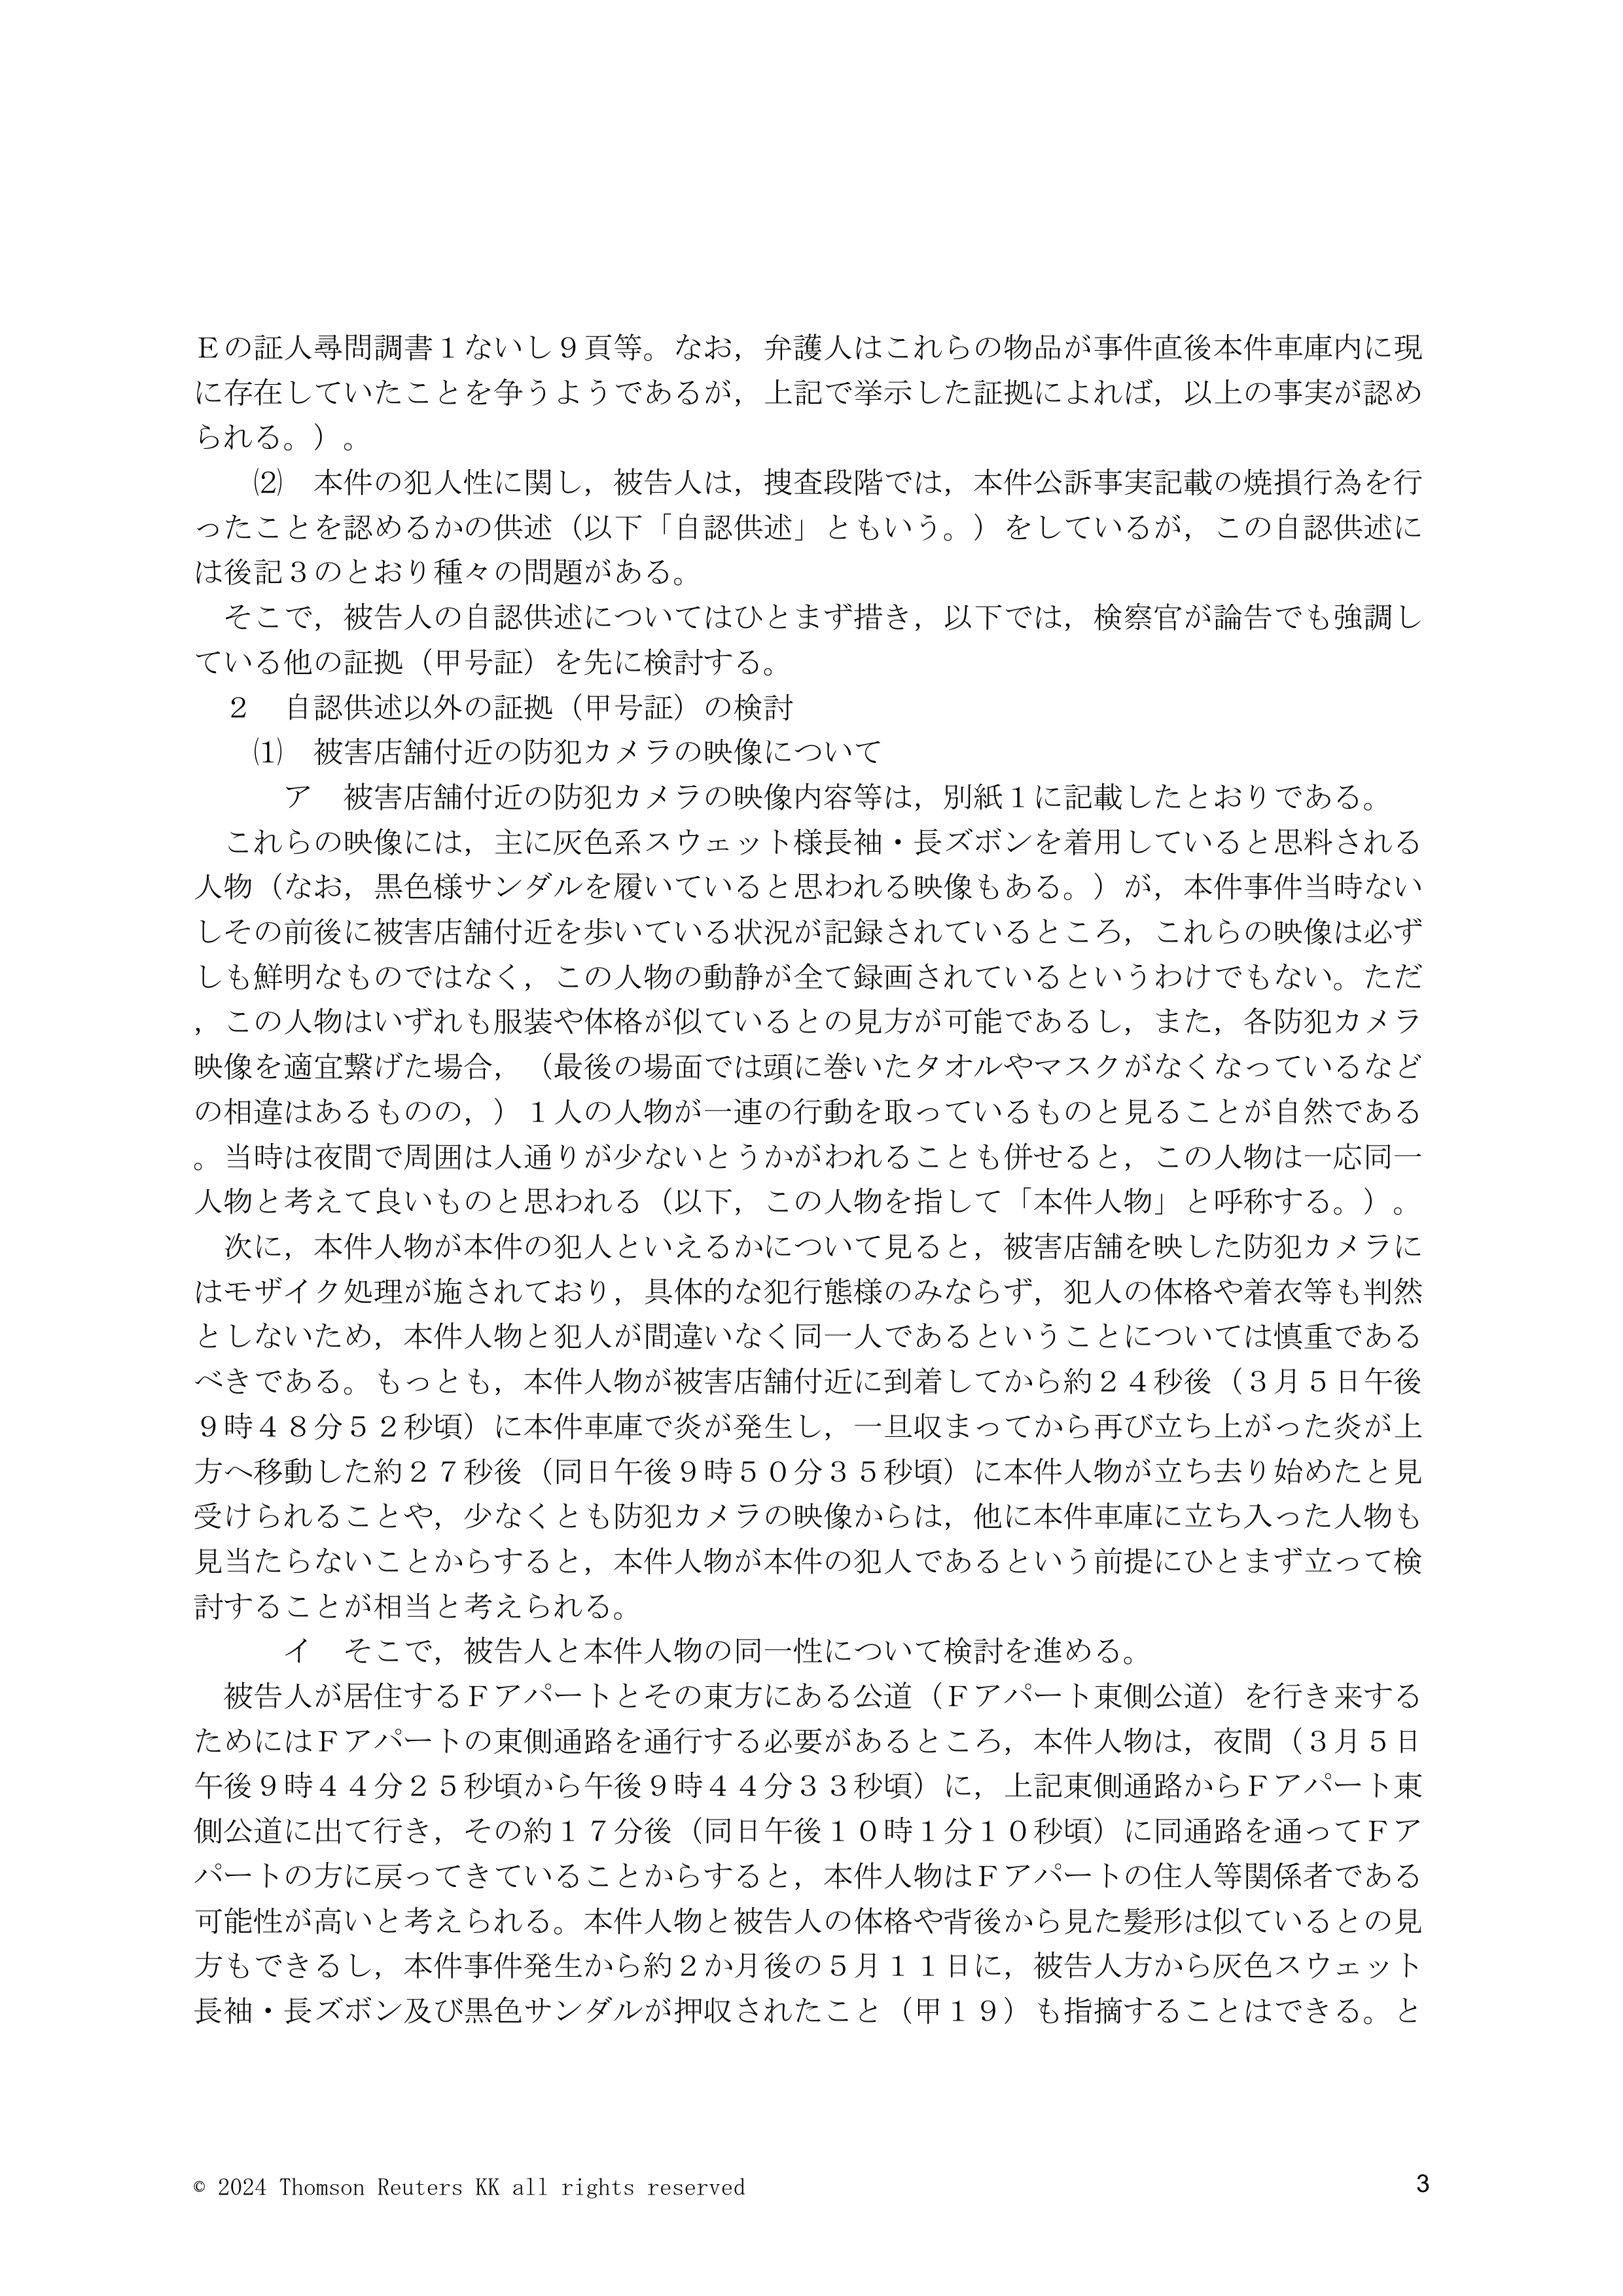 Ｅの証人尋問調書１ないし９頁等。なお，弁護人はこれらの物品が事件直後本件車庫内に現
に存在していたことを争うようであるが，上記で挙示した証拠によれば，以上の事実が認め
られる。）。
⑵　本件の犯人性に関し，被告人は，捜査段階では，本件公訴事実記載の焼損行為を行
ったことを認めるかの供述（以下「自認供述」ともいう。）をしているが，この自認供述に
は後記３のとおり種々の問題がある。
そこで，被告人の自認供述についてはひとまず措き，以下では，検察官が論告でも強調し
ている他の証拠（甲号証）を先に検討する。
２　自認供述以外の証拠（甲号証）の検討
⑴　被害店舗付近の防犯カメラの映像について
ア　被害店舗付近の防犯カメラの映像内容等は，別紙１に記載したとおりである。
これらの映像には，主に灰色系スウェット様長袖・長ズボンを着用していると思料される
人物（なお，黒色様サンダルを履いていると思われる映像もある。）が，本件事件当時ない
しその前後に被害店舗付近を歩いている状況が記録されているところ，これらの映像は必ず
しも鮮明なものではなく，この人物の動静が全て録画されているというわけでもない。ただ
，この人物はいずれも服装や体格が似ているとの見方が可能であるし，また，各防犯カメラ
映像を適宜繋げた場合，（最後の場面では頭に巻いたタオルやマスクがなくなっているなど
の相違はあるものの，）１人の人物が一連の行動を取っているものと見ることが自然である
。当時は夜間で周囲は人通りが少ないとうかがわれることも併せると，この人物は一応同一
人物と考えて良いものと思われる（以下，この人物を指して「本件人物」と呼称する。）。
次に，本件人物が本件の犯人といえるかについて見ると，被害店舗を映した防犯カメラに
はモザイク処理が施されており，具体的な犯行態様のみならず，犯人の体格や着衣等も判然
としないため，本件人物と犯人が間違いなく同一人であるということについては慎重である
べきである。もっとも，本件人物が被害店舗付近に到着してから約２４秒後（３月５日午後
９時４８分５２秒頃）に本件車庫で炎が発生し，一旦収まってから再び立ち上がった炎が上
方へ移動した約２７秒後（同日午後９時５０分３５秒頃）に本件人物が立ち去り始めたと見
受けられることや，少なくとも防犯カメラの映像からは，他に本件車庫に立ち入った人物も
見当たらないことからすると，本件人物が本件の犯人であるという前提にひとまず立って検
討することが相当と考えられる。
イ　そこで，被告人と本件人物の同一性について検討を進める。
被告人が居住するＦアパートとその東方にある公道（Ｆアパート東側公道）を行き来する
ためにはＦアパートの東側通路を通行する必要があるところ，本件人物は，夜間（３月５日
午後９時４４分２５秒頃から午後９時４４分３３秒頃）に，上記東側通路からＦアパート東
側公道に出て行き，その約１７分後（同日午後１０時１分１０秒頃）に同通路を通ってＦア
パートの方に戻ってきていることからすると，本件人物はＦアパートの住人等関係者である
可能性が高いと考えられる。本件人物と被告人の体格や背後から見た髪形は似ているとの見
方もできるし，本件事件発生から約２か月後の５月１１日に，被告人方から灰色スウェット
長袖・長ズボン及び黒色サンダルが押収されたこと（甲１９）も指摘することはできる。と
© 2024 Thomson Reuters KK all rights reserved
3